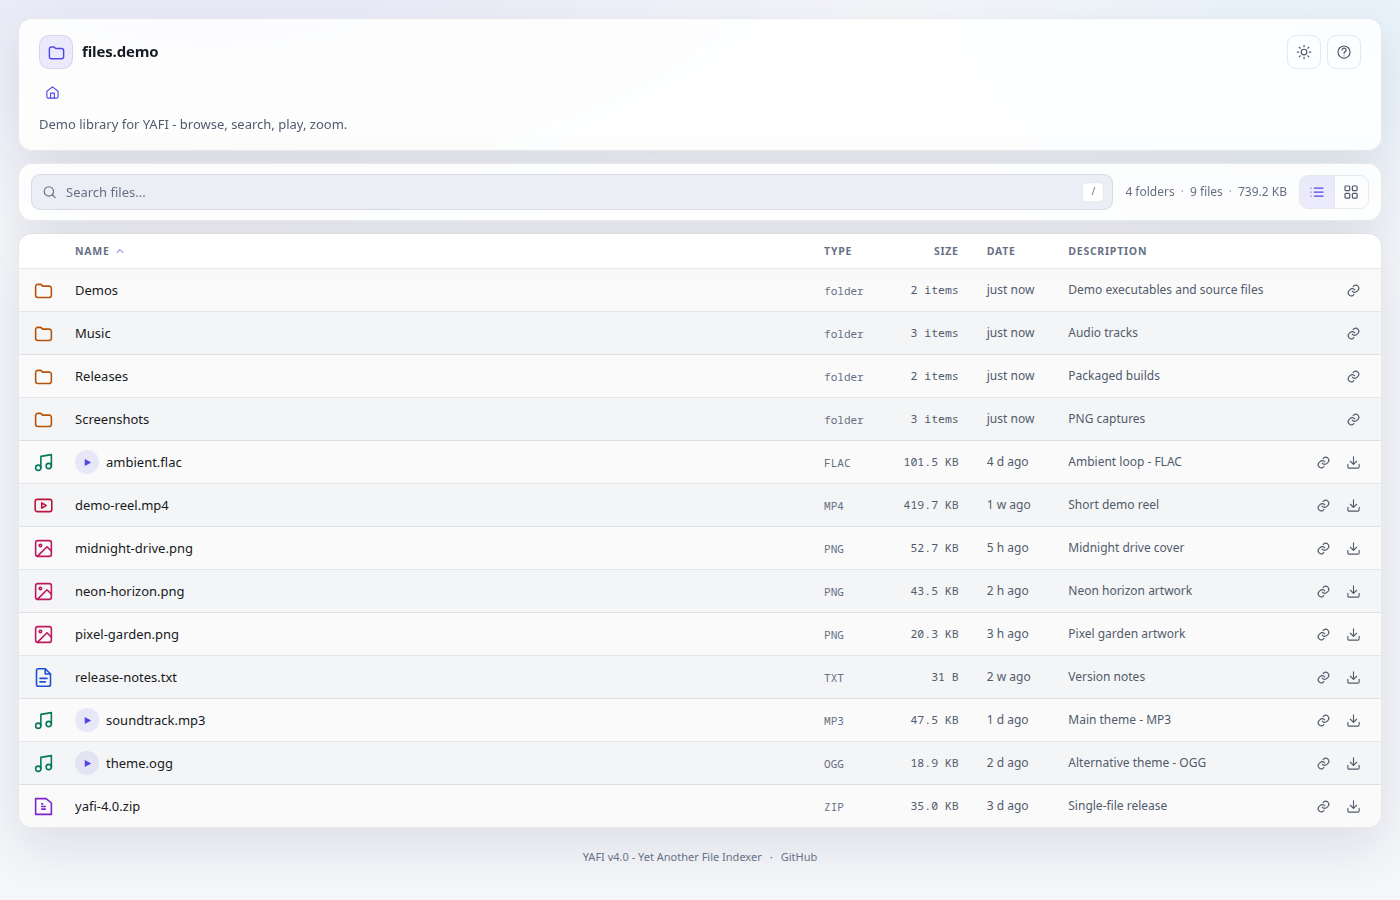 files.demo
Demo library for YAFI - browse, search, play, zoom.
Search files... / 4 folders · 9 files · 739.2 KB
NAME TYPE SIZE DATE DESCRIPTION
Demos folder 2 items just now Demo executables and source files
Music folder 3 items just now Audio tracks
Releases folder 2 items just now Packaged builds
Screenshots folder 3 items just now PNG captures
ambient.flac FLAC 101.5 KB 4 d ago Ambient loop - FLAC
demo-reel.mp4 MP4 419.7 KB 1 w ago Short demo reel
midnight-drive.png PNG 52.7 KB 5 h ago Midnight drive cover
neon-horizon.png PNG 43.5 KB 2 h ago Neon horizon artwork
pixel-garden.png PNG 20.3 KB 3 h ago Pixel garden artwork
release-notes.txt TXT 31 B 2 w ago Version notes
soundtrack.mp3 MP3 47.5 KB 1 d ago Main theme - MP3
theme.ogg OGG 18.9 KB 2 d ago Alternative theme - OGG
yafi-4.0.zip ZIP 35.0 KB 3 d ago Single-file release
YAFI v4.0 - Yet Another File Indexer · GitHub